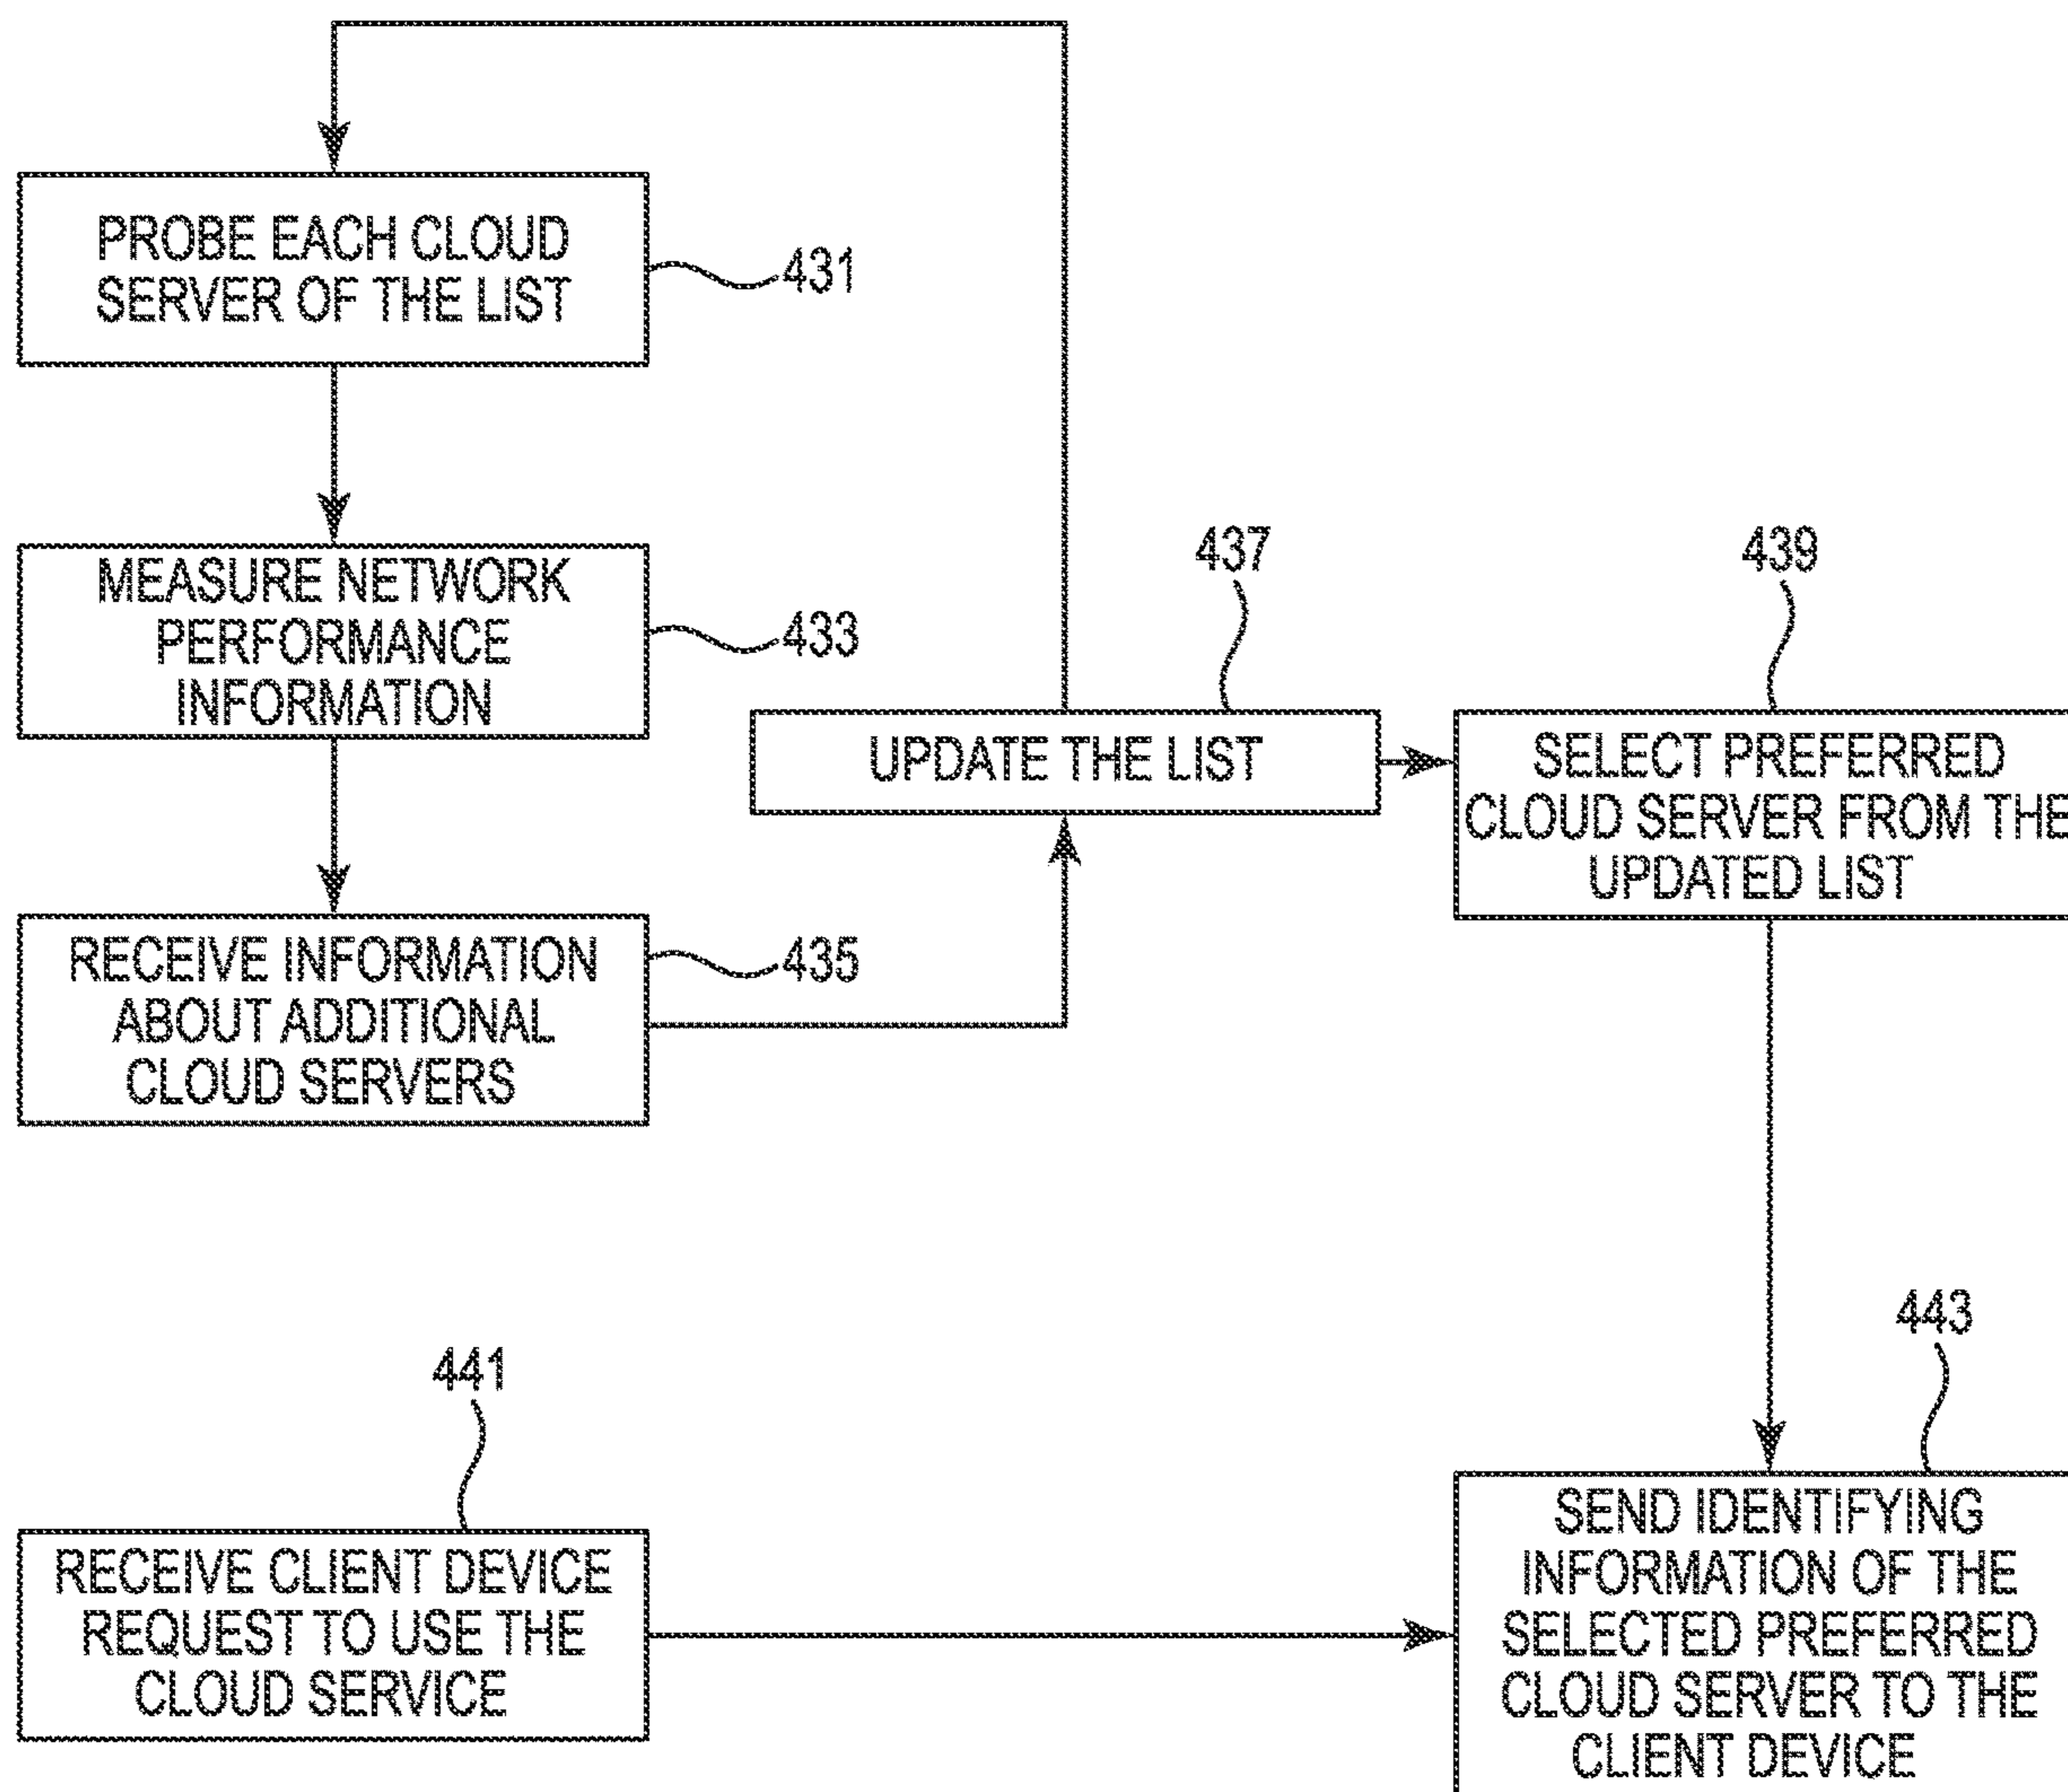 PROBE EACH CLOUD
SERVER OF THE LIST
431
MEASURE NETWORK
PERFORMANCE
INFORMATION
433
RECEIVE INFORMATION
ABOUT ADDITIONAL
CLOUD SERVERS
435
437
UPDATE THE LIST
439
SELECT PREFERRED
CLOUD SERVER FROM THE
UPDATED LIST
441
RECEIVE CLIENT DEVICE
REQUEST TO USE THE
CLOUD SERVICE
443
SEND IDENTIFYING
INFORMATION OF THE
SELECTED PREFERRED
CLOUD SERVER TO THE
CLIENT DEVICE